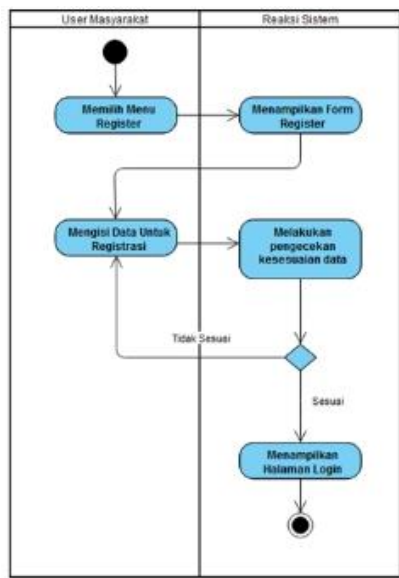 User Masyarakat
Reaksi Sistem
Memilih Menu
Register
Menampilkan Form
Register
Mengisi Data Untuk
Registrasi
Melakukan
pengecekan
kesesuaian data
Tidak Sesuai
Sesuai
Menampilkan
Halaman Login